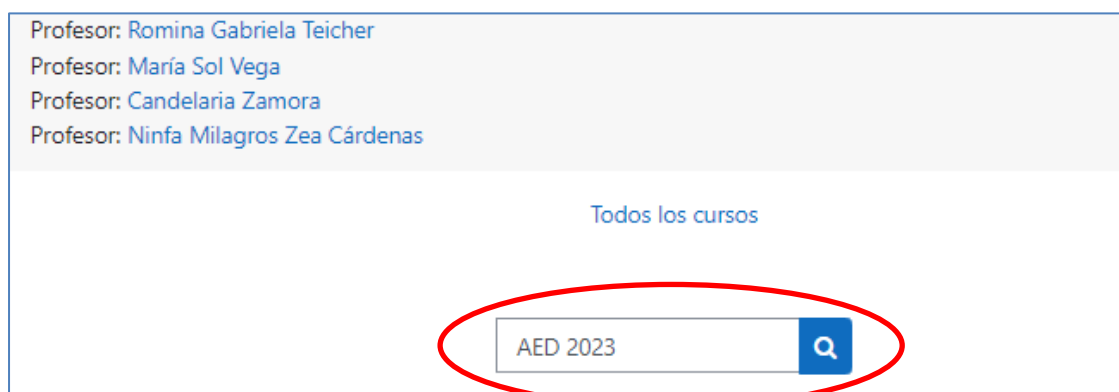 Profesor: Romina Gabriela Teicher
Profesor: María Sol Vega
Profesor: Candelaria Zamora
Profesor: Ninfa Milagros Zea Cárdenas
Todos los cursos
AED 2023